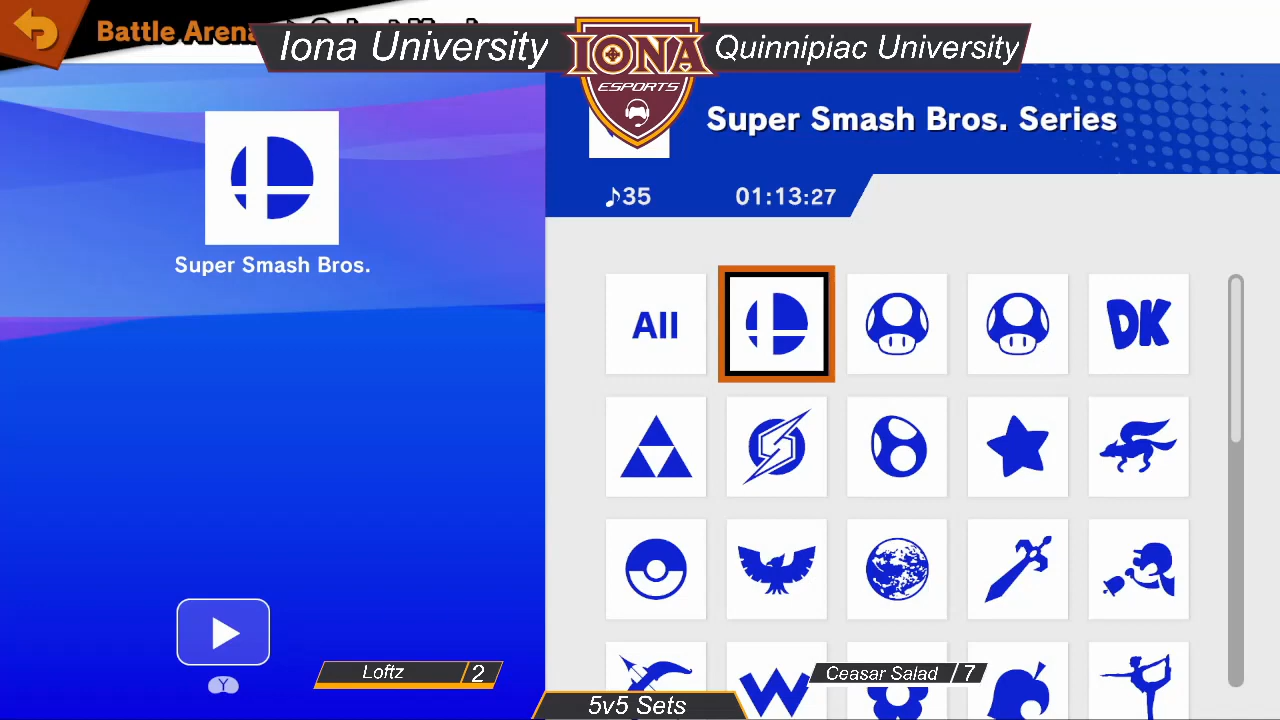 Battle Arena
Iona University
IONA
ESPORTS
Quinnipiac University
Super Smash Bros. Series
♪35
01:13:27
Super Smash Bros.
All
DK
Y
Loftz
2
Ceasar Salad
7
5v5 Sets